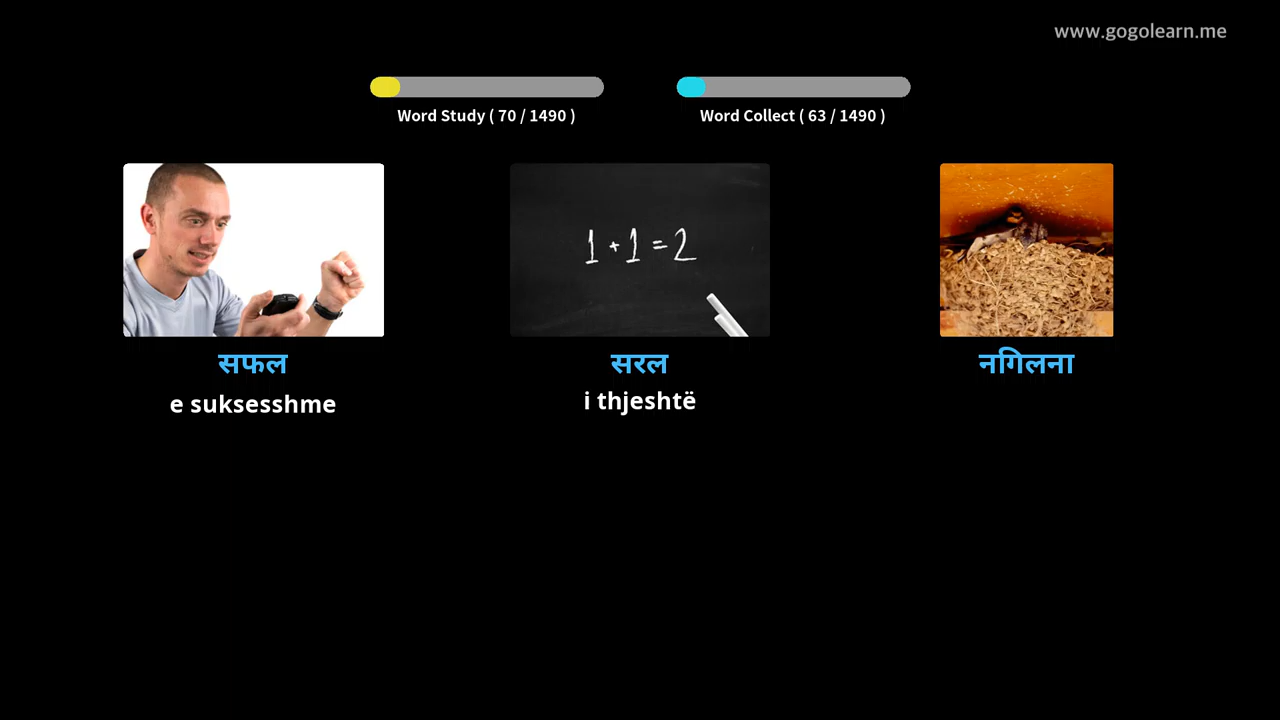 www.gogolearn.me
Word Study ( 70 / 1490 )
Word Collect ( 63 / 1490 )
1 + 1 = 2
सफल
सरल
नगिलना
e suksesshme
i thjeshtë